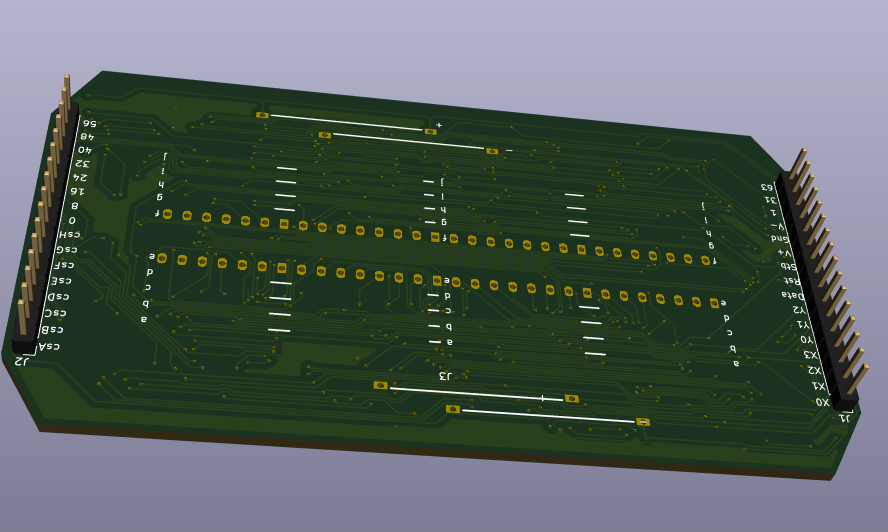 +
−
56
48
40
32
24
16
8
0
csH
csG
csF
csE
csD
csC
csB
csA
J2
j
i
h
g
f
e
d
c
b
a
j
i
h
g
f
e
d
c
b
a
J3
j
i
h
g
f
e
d
c
b
a
63
31
1
V-
Gnd
V+
Stb
Rst
Data
Y2
Y1
Y0
X3
X2
X1
X0
J1
+
−